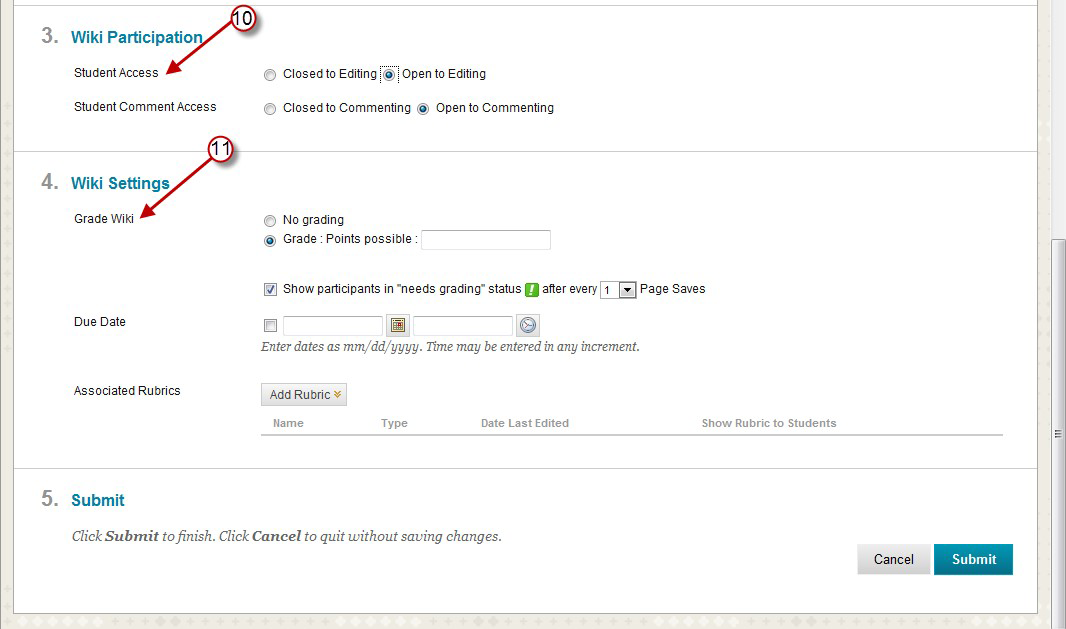 10
3. Wiki Participation
Student Access Closed to Editing Open to Editing
Student Comment Access Closed to Commenting Open to Commenting
11
4. Wiki Settings
Grade Wiki No grading
Grade : Points possible :
Show participants in "needs grading" status ! after every 1 Page Saves
Due Date
Enter dates as mm/dd/yyyy. Time may be entered in any increment.
Associated Rubrics Add Rubric
Name Type Date Last Edited Show Rubric to Students
5. Submit
Click Submit to finish. Click Cancel to quit without saving changes.
Cancel Submit